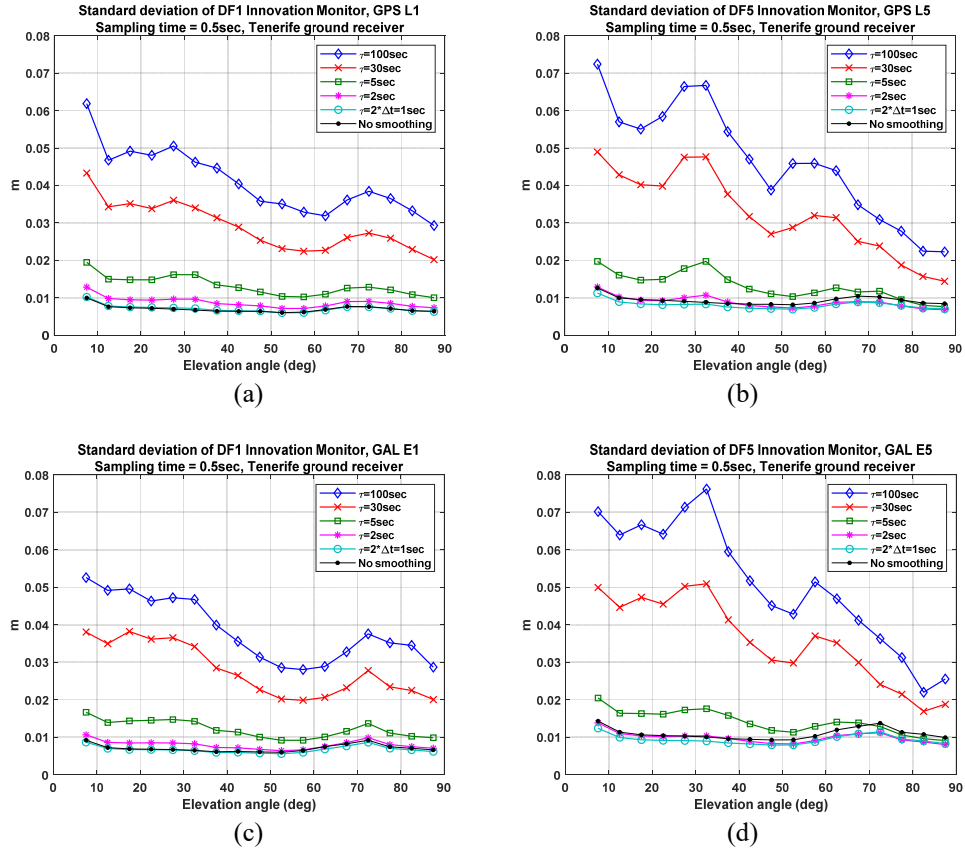 Standard deviation of DF1 Innovation Monitor, GPS L1
Sampling time = 0.5sec, Tenerife ground receiver
0.08
0.07
0.06
0.05
0.04
0.03
0.02
0.01
0
m
τ=100sec
τ=30sec
τ=5sec
τ=2sec
τ=2*Δt=1sec
No smoothing
0 10 20 30 40 50 60 70 80 90
Elevation angle (deg)
(a)
Standard deviation of DF5 Innovation Monitor, GPS L5
Sampling time = 0.5sec, Tenerife ground receiver
0.08
0.07
0.06
0.05
0.04
0.03
0.02
0.01
0
m
τ=100sec
τ=30sec
τ=5sec
τ=2sec
τ=2*Δt=1sec
No smoothing
0 10 20 30 40 50 60 70 80 90
Elevation angle (deg)
(b)
Standard deviation of DF1 Innovation Monitor, GAL E1
Sampling time = 0.5sec, Tenerife ground receiver
0.08
0.07
0.06
0.05
0.04
0.03
0.02
0.01
0
m
τ=100sec
τ=30sec
τ=5sec
τ=2sec
τ=2*Δt=1sec
No smoothing
0 10 20 30 40 50 60 70 80 90
Elevation angle (deg)
(c)
Standard deviation of DF5 Innovation Monitor, GAL E5
Sampling time = 0.5sec, Tenerife ground receiver
0.08
0.07
0.06
0.05
0.04
0.03
0.02
0.01
0
m
τ=100sec
τ=30sec
τ=5sec
τ=2sec
τ=2*Δt=1sec
No smoothing
0 10 20 30 40 50 60 70 80 90
Elevation angle (deg)
(d)